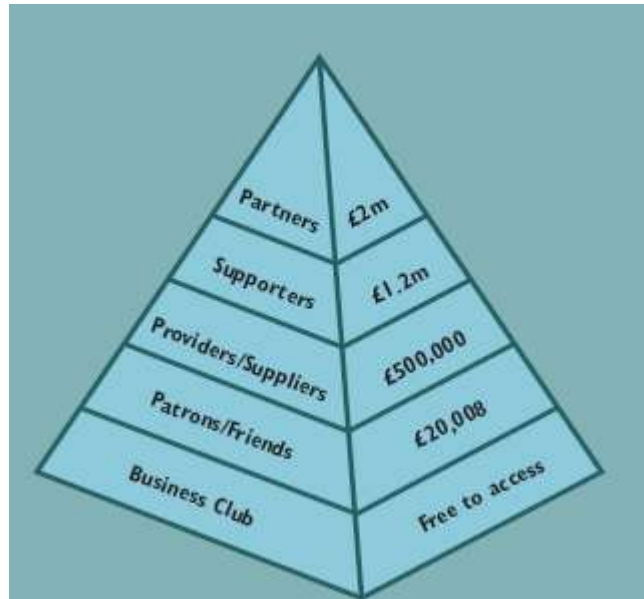 Partners
£2m
Supporters
£1.2m
Providers/Suppliers
£500,000
Patrons/Friends
£20,008
Business Club
Free to access